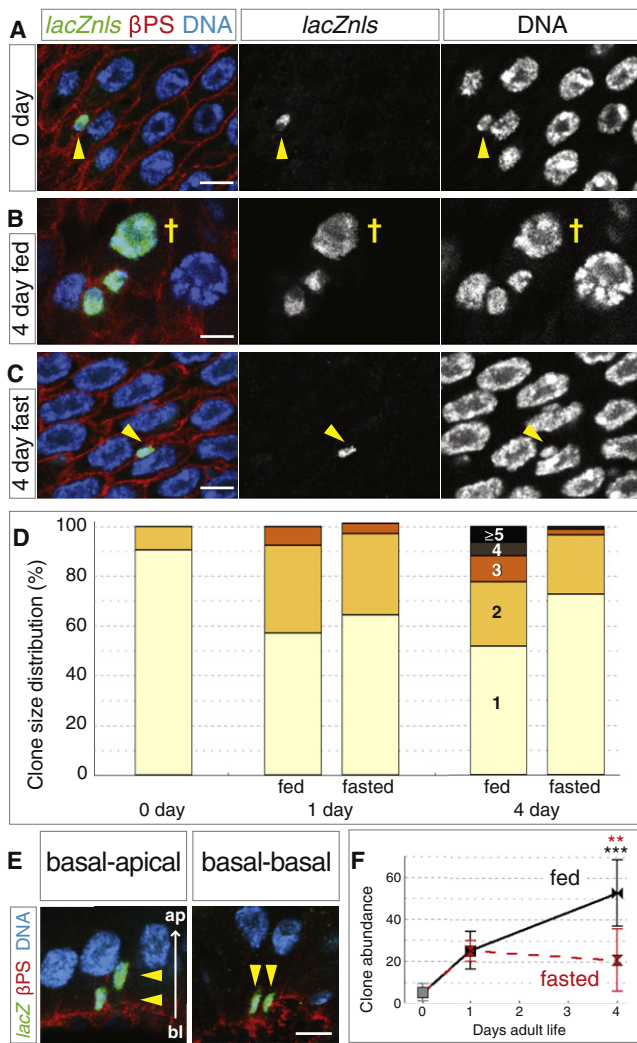 A
lacZnls βPS DNA
lacZnls
DNA
0 day
B
4 day fed
†
†
†
C
4 day fast
D
Clone size distribution (%)
100
80
60
40
20
0
≥5
4
3
2
1
fed
fasted
fed
fasted
0 day
1 day
4 day
E
basal-apical
basal-basal
lacZ βPS DNA
ap
bl
F
Clone abundance
60
40
20
0
**
***
fed
fasted
0
1
2
3
4
Days adult life